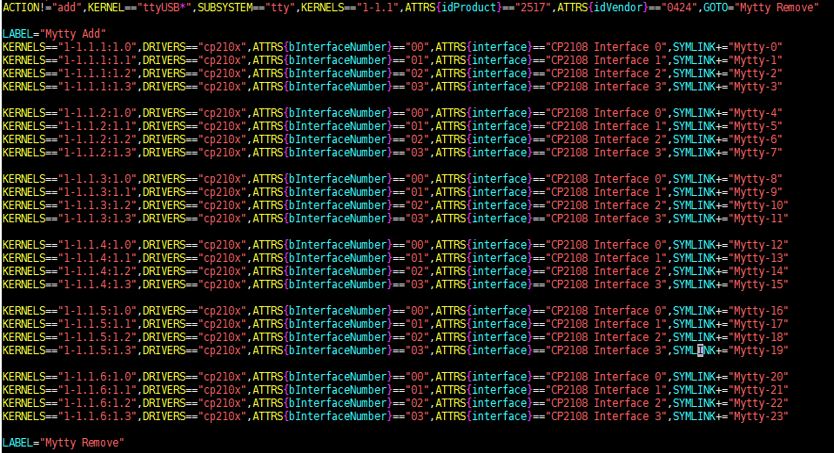 ACTION!="add",KERNEL=="ttyUSB*",SUBSYSTEM=="tty",KERNELS=="1-1.1",ATTRS{idProduct}=="2517",ATTRS{idVendor}=="0424",GOTO="Mytty Remove"
LABEL="Mytty Add"
KERNELS=="1-1.1.1:1.0",DRIVERS=="cp210x",ATTRS{bInterfaceNumber}=="00",ATTRS{interface}=="CP2108 Interface 0",SYMLINK+="Mytty-0"
KERNELS=="1-1.1.1:1.1",DRIVERS=="cp210x",ATTRS{bInterfaceNumber}=="01",ATTRS{interface}=="CP2108 Interface 1",SYMLINK+="Mytty-1"
KERNELS=="1-1.1.1:1.2",DRIVERS=="cp210x",ATTRS{bInterfaceNumber}=="02",ATTRS{interface}=="CP2108 Interface 2",SYMLINK+="Mytty-2"
KERNELS=="1-1.1.1:1.3",DRIVERS=="cp210x",ATTRS{bInterfaceNumber}=="03",ATTRS{interface}=="CP2108 Interface 3",SYMLINK+="Mytty-3"
KERNELS=="1-1.1.2:1.0",DRIVERS=="cp210x",ATTRS{bInterfaceNumber}=="00",ATTRS{interface}=="CP2108 Interface 0",SYMLINK+="Mytty-4"
KERNELS=="1-1.1.2:1.1",DRIVERS=="cp210x",ATTRS{bInterfaceNumber}=="01",ATTRS{interface}=="CP2108 Interface 1",SYMLINK+="Mytty-5"
KERNELS=="1-1.1.2:1.2",DRIVERS=="cp210x",ATTRS{bInterfaceNumber}=="02",ATTRS{interface}=="CP2108 Interface 2",SYMLINK+="Mytty-6"
KERNELS=="1-1.1.2:1.3",DRIVERS=="cp210x",ATTRS{bInterfaceNumber}=="03",ATTRS{interface}=="CP2108 Interface 3",SYMLINK+="Mytty-7"
KERNELS=="1-1.1.3:1.0",DRIVERS=="cp210x",ATTRS{bInterfaceNumber}=="00",ATTRS{interface}=="CP2108 Interface 0",SYMLINK+="Mytty-8"
KERNELS=="1-1.1.3:1.1",DRIVERS=="cp210x",ATTRS{bInterfaceNumber}=="01",ATTRS{interface}=="CP2108 Interface 1",SYMLINK+="Mytty-9"
KERNELS=="1-1.1.3:1.2",DRIVERS=="cp210x",ATTRS{bInterfaceNumber}=="02",ATTRS{interface}=="CP2108 Interface 2",SYMLINK+="Mytty-10"
KERNELS=="1-1.1.3:1.3",DRIVERS=="cp210x",ATTRS{bInterfaceNumber}=="03",ATTRS{interface}=="CP2108 Interface 3",SYMLINK+="Mytty-11"
KERNELS=="1-1.1.4:1.0",DRIVERS=="cp210x",ATTRS{bInterfaceNumber}=="00",ATTRS{interface}=="CP2108 Interface 0",SYMLINK+="Mytty-12"
KERNELS=="1-1.1.4:1.1",DRIVERS=="cp210x",ATTRS{bInterfaceNumber}=="01",ATTRS{interface}=="CP2108 Interface 1",SYMLINK+="Mytty-13"
KERNELS=="1-1.1.4:1.2",DRIVERS=="cp210x",ATTRS{bInterfaceNumber}=="02",ATTRS{interface}=="CP2108 Interface 2",SYMLINK+="Mytty-14"
KERNELS=="1-1.1.4:1.3",DRIVERS=="cp210x",ATTRS{bInterfaceNumber}=="03",ATTRS{interface}=="CP2108 Interface 3",SYMLINK+="Mytty-15"
KERNELS=="1-1.1.5:1.0",DRIVERS=="cp210x",ATTRS{bInterfaceNumber}=="00",ATTRS{interface}=="CP2108 Interface 0",SYMLINK+="Mytty-16"
KERNELS=="1-1.1.5:1.1",DRIVERS=="cp210x",ATTRS{bInterfaceNumber}=="01",ATTRS{interface}=="CP2108 Interface 1",SYMLINK+="Mytty-17"
KERNELS=="1-1.1.5:1.2",DRIVERS=="cp210x",ATTRS{bInterfaceNumber}=="02",ATTRS{interface}=="CP2108 Interface 2",SYMLINK+="Mytty-18"
KERNELS=="1-1.1.5:1.3",DRIVERS=="cp210x",ATTRS{bInterfaceNumber}=="03",ATTRS{interface}=="CP2108 Interface 3",SYMLINK+="Mytty-19"
KERNELS=="1-1.1.6:1.0",DRIVERS=="cp210x",ATTRS{bInterfaceNumber}=="00",ATTRS{interface}=="CP2108 Interface 0",SYMLINK+="Mytty-20"
KERNELS=="1-1.1.6:1.1",DRIVERS=="cp210x",ATTRS{bInterfaceNumber}=="01",ATTRS{interface}=="CP2108 Interface 1",SYMLINK+="Mytty-21"
KERNELS=="1-1.1.6:1.2",DRIVERS=="cp210x",ATTRS{bInterfaceNumber}=="02",ATTRS{interface}=="CP2108 Interface 2",SYMLINK+="Mytty-22"
KERNELS=="1-1.1.6:1.3",DRIVERS=="cp210x",ATTRS{bInterfaceNumber}=="03",ATTRS{interface}=="CP2108 Interface 3",SYMLINK+="Mytty-23"
LABEL="Mytty Remove"